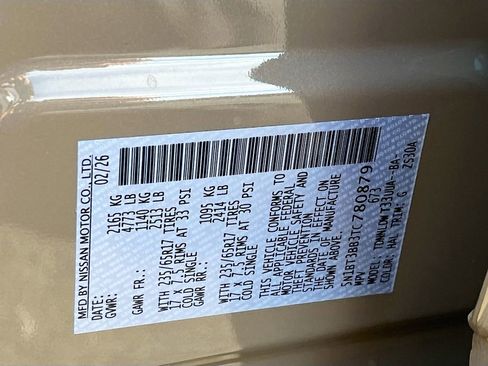 MFD BY NISSAN MOTOR CO., LTD.
DATE: 02/26
GVWR: 2165 KG
4773 LB
GAWR FR.: 1140 KG
2513 LB
WITH 235/65R17 TIRES
17 X 7.5 RIMS AT 33 PSI
COLD SINGLE
GAWR RR.: 1095 KG
2414 LB
WITH 235/65R17 TIRES
17 X 7.5 RIMS AT 30 PSI
COLD SINGLE
THIS VEHICLE CONFORMS TO
ALL APPLICABLE FEDERAL
MOTOR VEHICLE SAFETY AND
THEFT PREVENTION
STANDARDS IN EFFECT ON
THE DATE OF MANUFACTURE
SHOWN ABOVE.
780879
MPV 673
COLOR: HAL TRIM: G